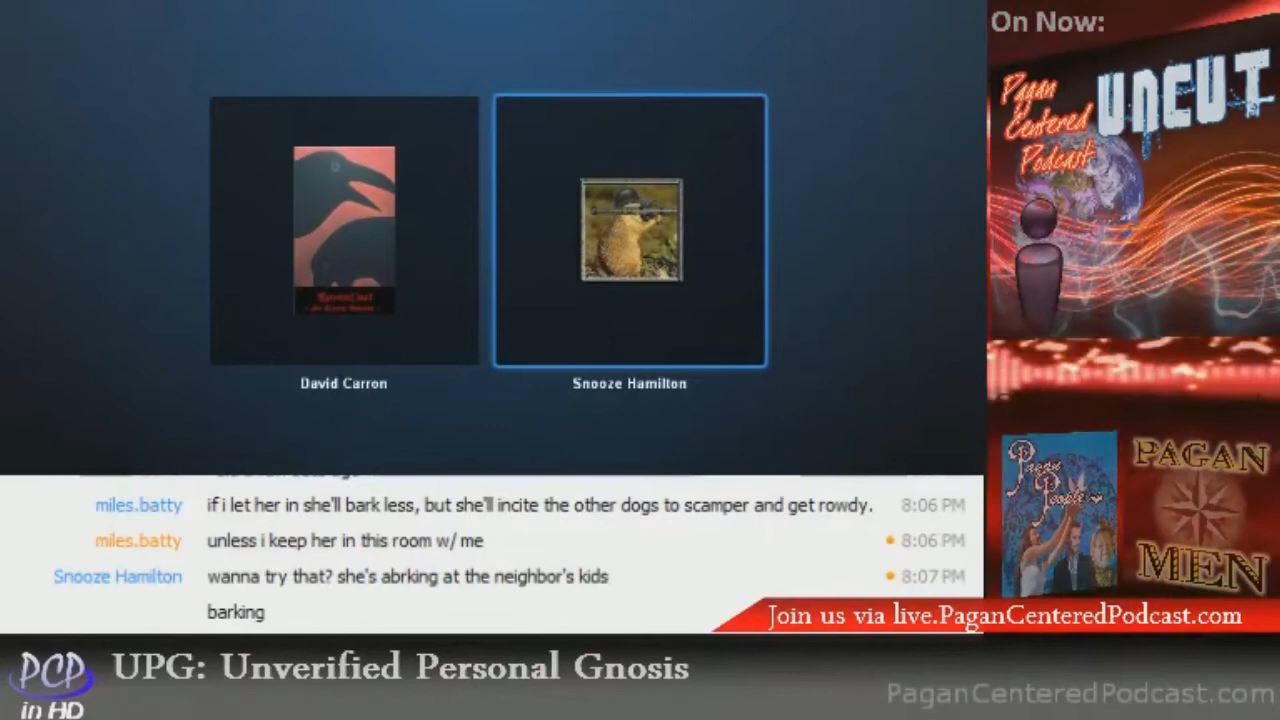 On Now:
Pagan
Centered
Podcast
UNCUT
David Carron
Snooze Hamilton
miles.batty if i let her in she'll bark less, but she'll incite the other dogs to scamper and get rowdy. 8:06 PM
miles.batty unless i keep her in this room w/ me 8:06 PM
Snooze Hamilton wanna try that? she's abrking at the neighbor's kids 8:07 PM
barking
Pagan
People
PAGAN
MEN
Join us via live.PaganCenteredPodcast.com
PCP
in HD
UPG: Unverified Personal Gnosis
PaganCenteredPodcast.com